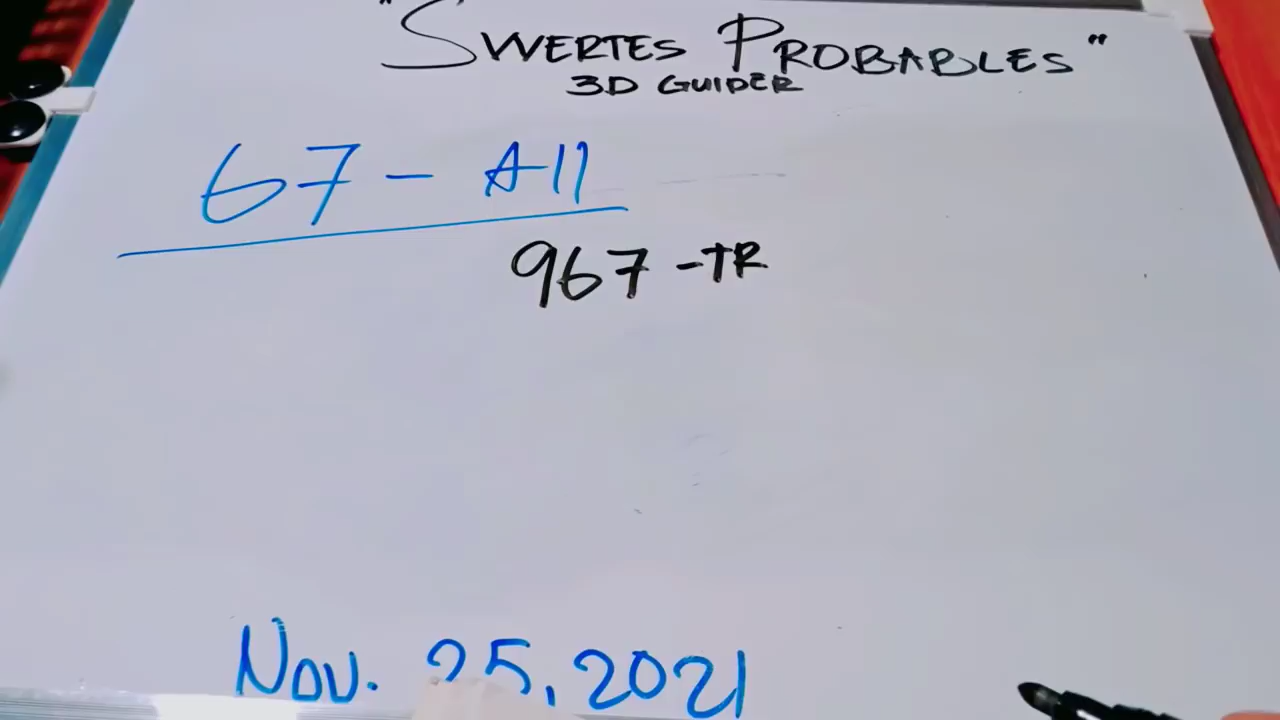 "SWERTES PROBABLES"
3D GUIDER
67 - All
967 - TR
Nov. 25, 2021